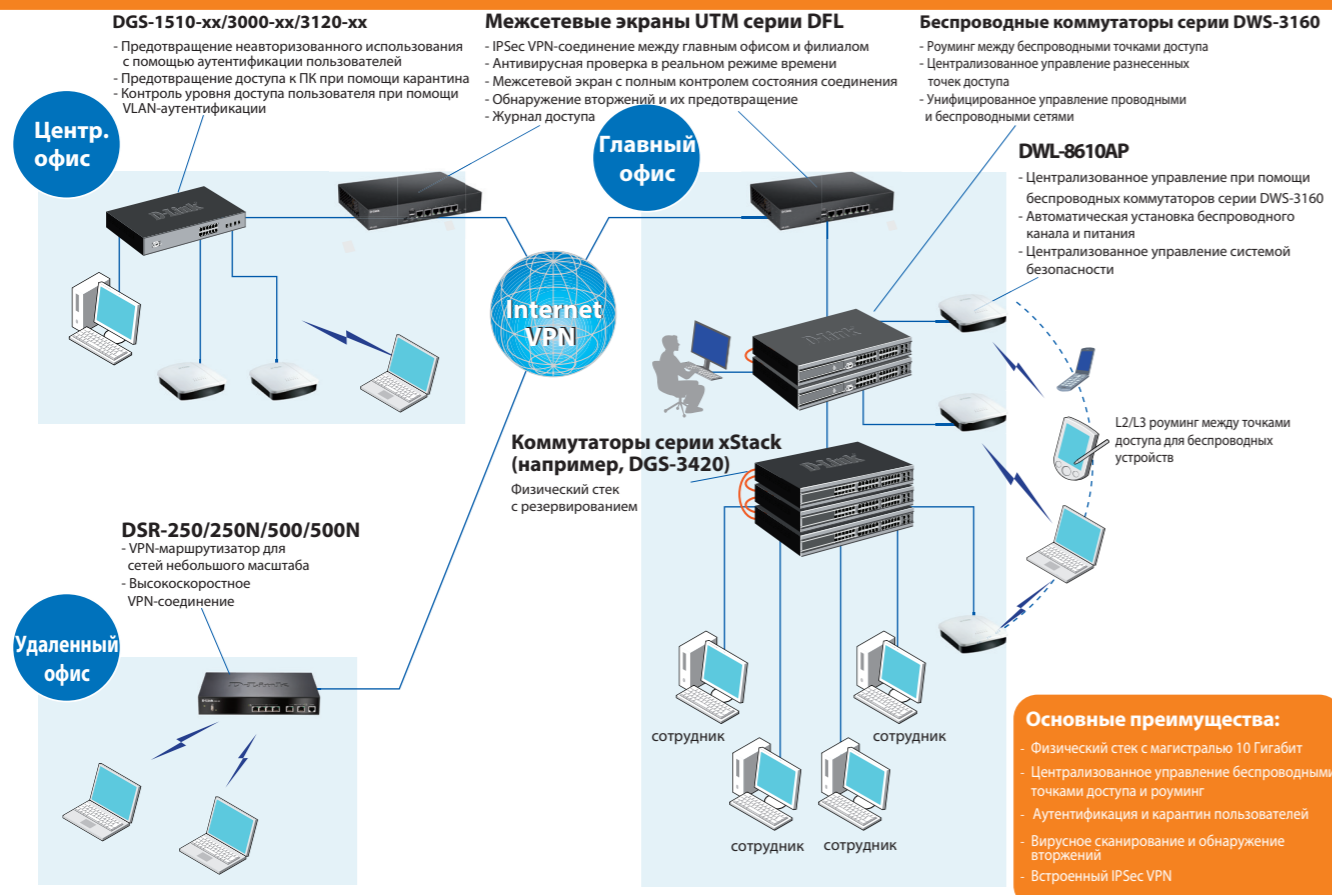 DGS-1510-xx/3000-xx/3120-xx
- Предотвращение неавторизованного использования
с помощью аутентификации пользователей
- Предотвращение доступа к ПК при помощи карантина
- Контроль уровня доступа пользователя при помощи
VLAN-аутентификации
Межсетевые экраны UTM серии DFL
- IPSec VPN-соединение между главным офисом и филиалом
- Антивирусная проверка в реальном режиме времени
- Межсетевой экран с полным контролем состояния соединения
- Обнаружение вторжений и их предотвращение
- Журнал доступа
Беспроводные коммутаторы серии DWS-3160
- Роуминг между беспроводными точками доступа
- Централизованное управление разнесенных
точек доступа
- Унифицированное управление проводными
и беспроводными сетями
DWL-8610AP
- Централизованное управление при помощи
беспроводных коммутаторов серии DWS-3160
- Автоматическая установка беспроводного
канала и питания
- Централизованное управление системой
безопасности
Центр.
офис
Главный
офис
D-Link
Internet
VPN
D-Link
L2/L3 роуминг между точками
доступа для беспроводных
устройств
Коммутаторы серии xStack
(например, DGS-3420)
Физический стек
с резервированием
D-Link
DSR-250/250N/500/500N
- VPN-маршрутизатор для
сетей небольшого масштаба
- Высокоскоростное
VPN-соединение
Удаленный
офис
D-Link
сотрудник
сотрудник
сотрудник
сотрудник
Основные преимущества:
- Физический стек с магистралью 10 Гигабит
- Централизованное управление беспроводными
точками доступа и роуминг
- Аутентификация и карантин пользователей
- Вирусное сканирование и обнаружение
вторжений
- Встроенный IPSec VPN